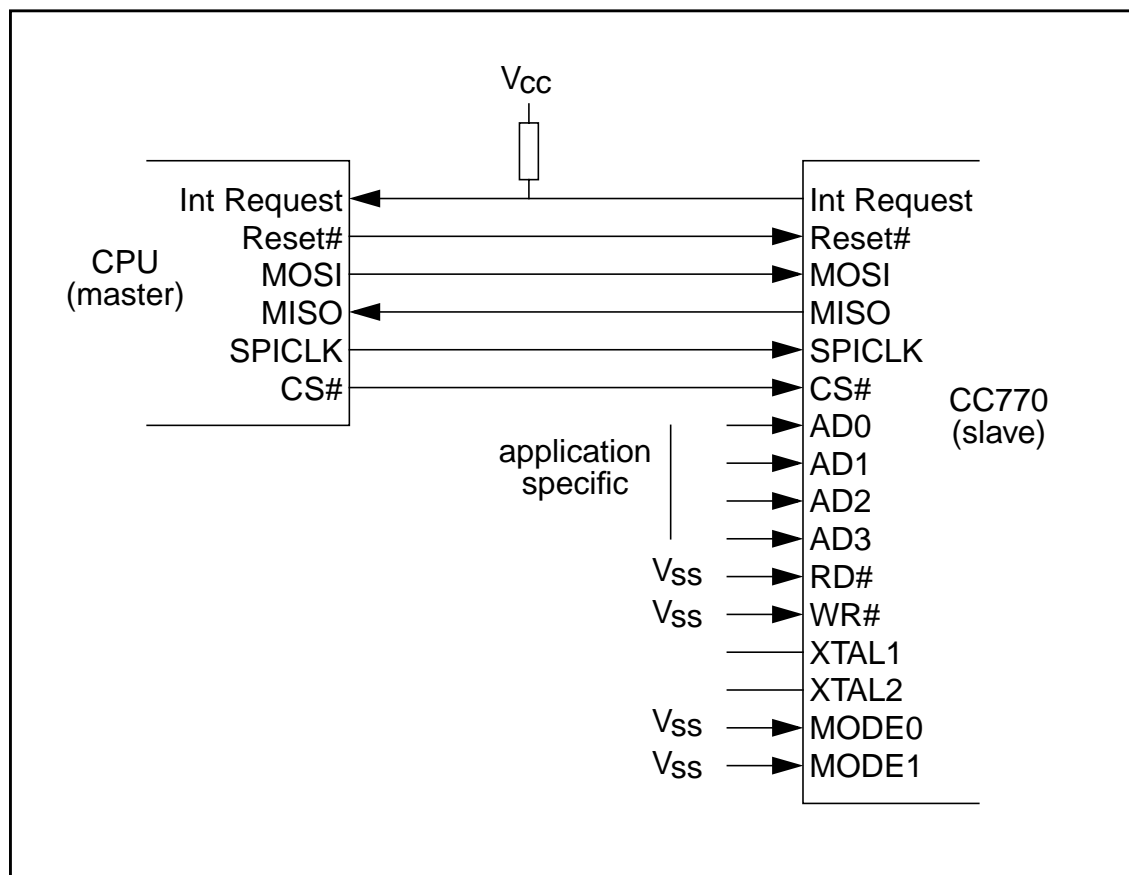 Vcc
Int Request
Reset#
CPU
(master)
MOSI
MISO
SPICLK
CS#
Int Request
Reset#
MOSI
MISO
SPICLK
CS#
CC770
(slave)
AD0
AD1
AD2
AD3
application
specific
Vss
RD#
Vss
WR#
XTAL1
XTAL2
Vss
MODE0
Vss
MODE1